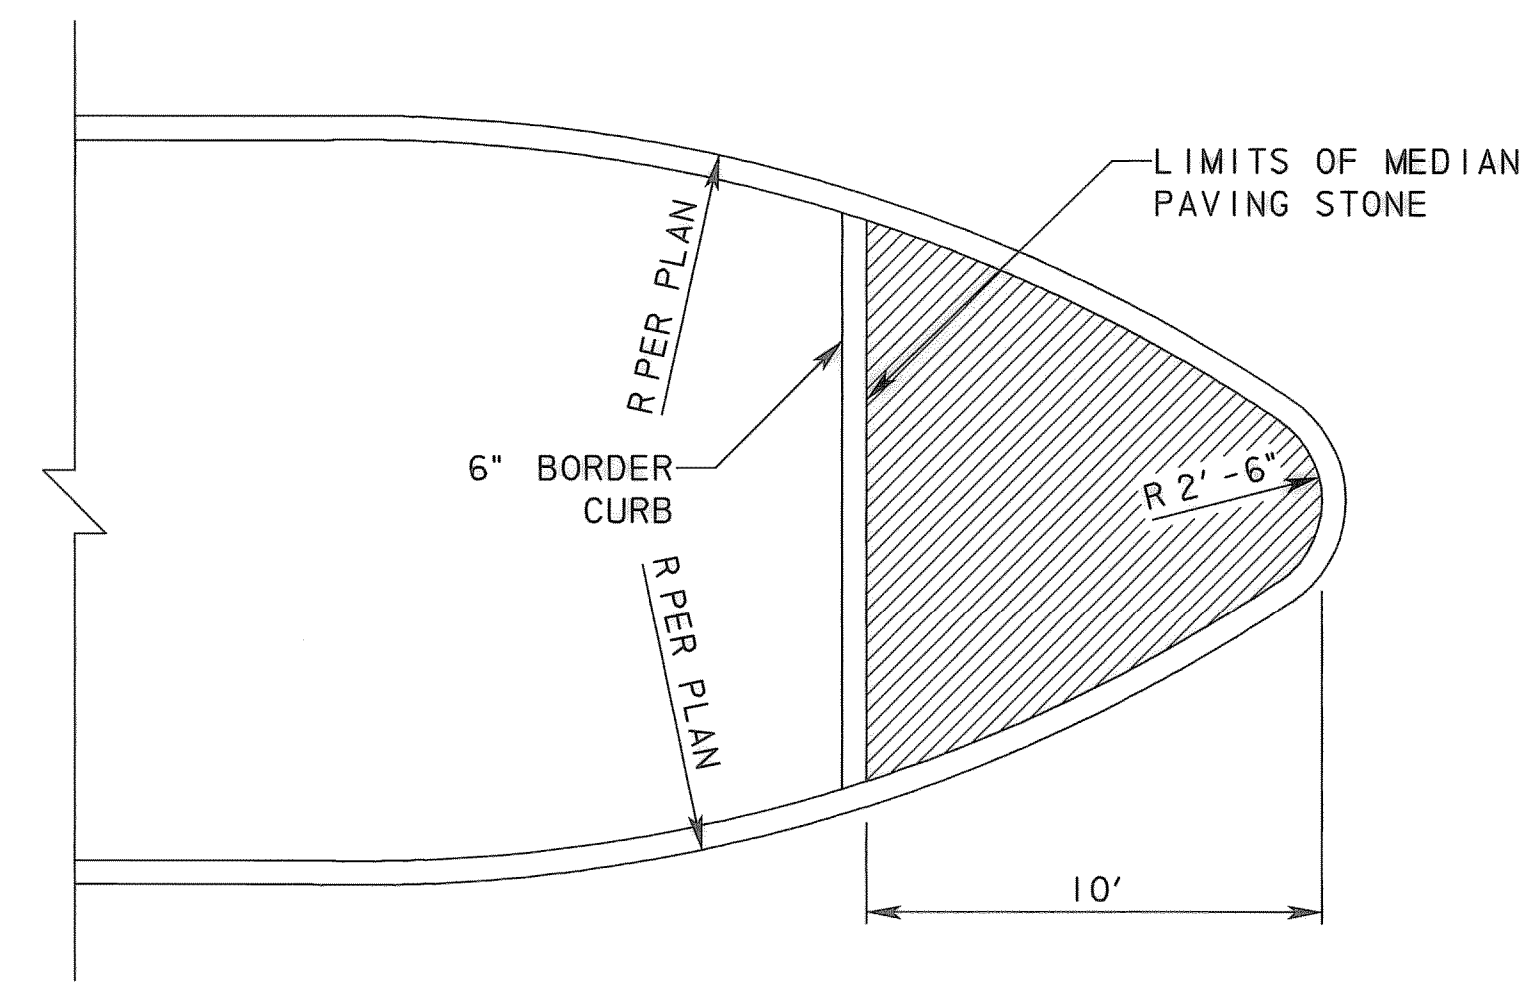 LIMITS OF MEDIAN
PAVING STONE
R PER PLAN
6" BORDER
CURB
R 2'-6"
R PER PLAN
10'